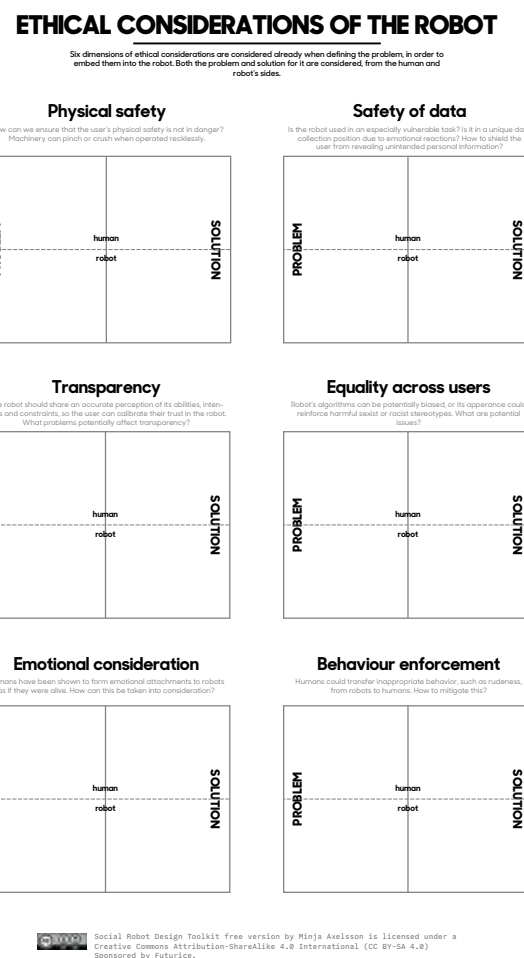 ETHICAL CONSIDERATIONS OF THE ROBOT
Six dimensions of ethical considerations are considered already when defining the problem, in order to
embed them into the robot. Both the problem and solution for it are considered, from the human and
robot's sides.
Physical safety
can we ensure that the user's physical safety is not in danger?
Machinery can pinch or crush when operated recklessly.
human
robot
SOLUTION
Safety of data
Is the robot used in an especially vulnerable task? Is it in a unique da
collection position due to emotional reactions? How to shield the
user from revealing unintended personal information?
PROBLEM
human
robot
SOLUTION
Transparency
robot should share an accurate perception of its abilities, inten-
s and constraints, so the user can calibrate their trust in the robot.
What problems potentially affect transparency?
human
robot
SOLUTION
Equality across users
Robot's algorithms can be potentially biased, or its apperance could
reinforce harmful sexist or racist stereotypes. What are potential
issues?
PROBLEM
human
robot
SOLUTION
Emotional consideration
mans have been shown to form emotional attachments to robots
as if they were alive. How can this be taken into consideration?
human
robot
SOLUTION
Behaviour enforcement
Humans could transfer inappropriate behavior, such as rudeness,
from robots to humans. How to mitigate this?
PROBLEM
human
robot
SOLUTION
Social Robot Design Toolkit free version by Minja Axelsson is licensed under a
Creative Commons Attribution-ShareAlike 4.0 International (CC BY-SA 4.0)
Sponsored by Futurice.